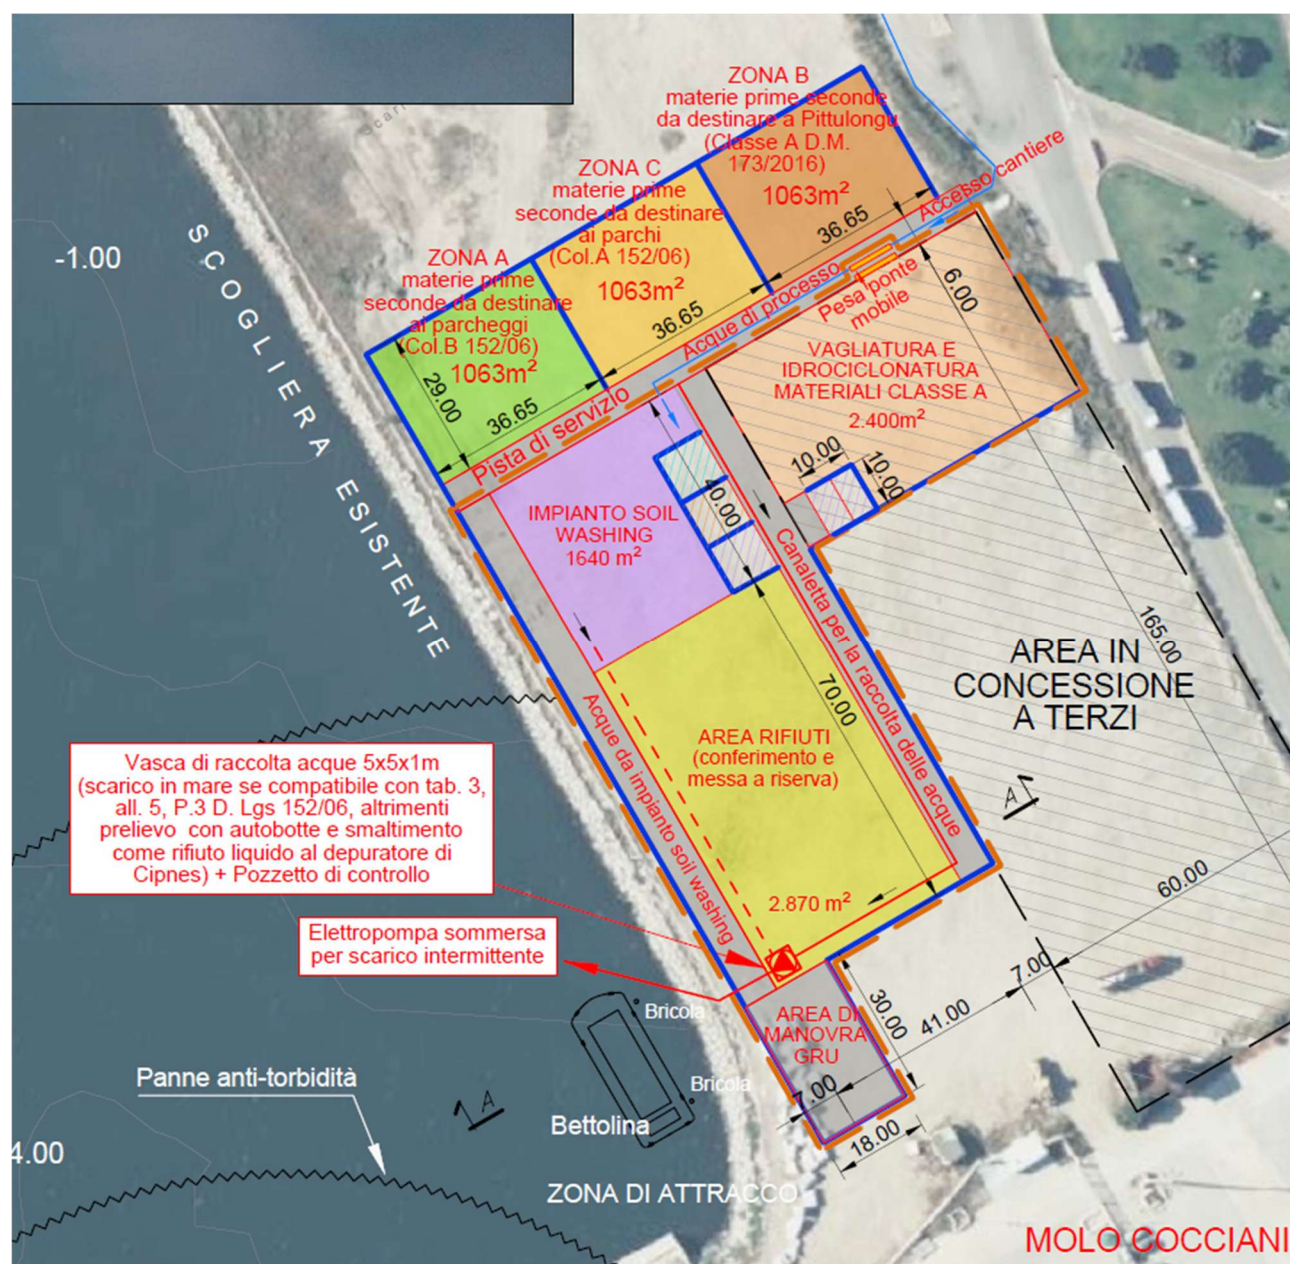 ZONA B
materie prime seconde
da destinare a Pittulongu
(Classe A D.M.
173/2016)
1063m²
36.65
ZONA C
materie prime
seconde da destinare
ai parchi
(Col.A 152/06)
1063m²
36.65
ZONA A
materie prime
seconde da destinare
ai parcheggi
(Col.B 152/06)
1063m²
29.00
36.65
-1.00
SCOGLIERA ESISTENTE
Accesso cantiere
Acque di processo
Pista di servizio
Pesa ponte
mobile
6.00
VAGLIATURA E
IDROCICLONATURA
MATERIALI CLASSE A
2.400m²
10.00
10.00
IMPIANTO SOIL
WASHING
1640 m²
40.00
Canaletta per la raccolta delle acque
165.00
AREA IN
CONCESSIONE
A TERZI
70.00
AREA RIFIUTI
(conferimento e
messa a riserva)
2.870 m²
Acque da impianto soil washing
Vasca di raccolta acque 5x5x1m
(scarico in mare se compatibile con tab. 3,
all. 5, P.3 D. Lgs 152/06, altrimenti
prelievo con autobotte e smaltimento
come rifiuto liquido al depuratore di
Cipnes) + Pozzetto di controllo
Elettropompa sommersa
per scarico intermittente
A
60.00
7.00
41.00
30.00
AREA DI
MANOVRA
GRU
7.00
18.00
Bricola
Bricola
Bettolina
A
Panne anti-torbidità
4.00
ZONA DI ATTRACCO
MOLO COCCIANI